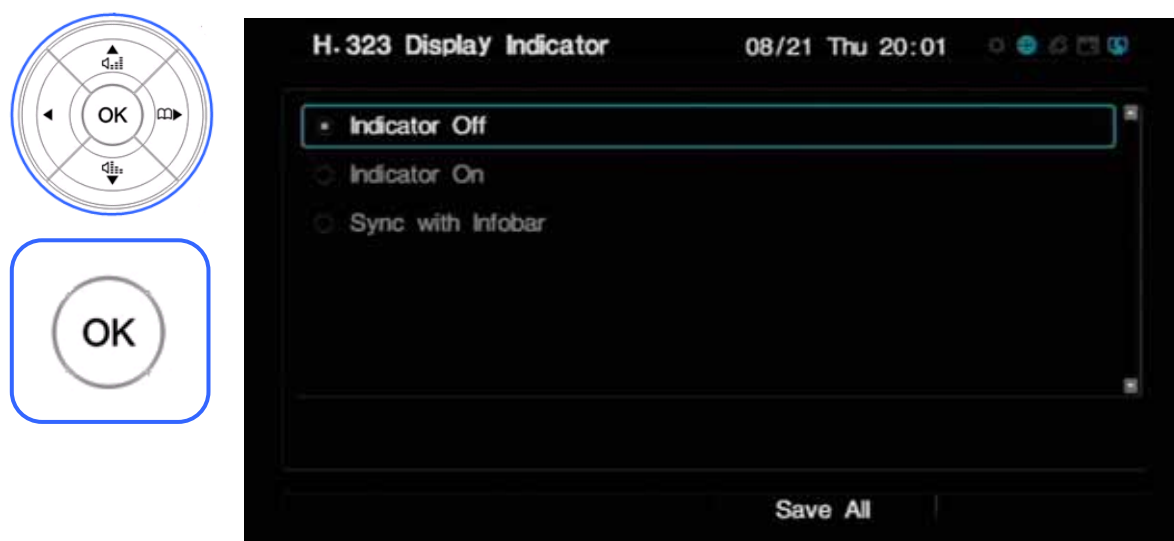 OK
OK
H.323 Display Indicator 08/21 Thu 20:01
Indicator Off
Indicator On
Sync with Infobar
Save All